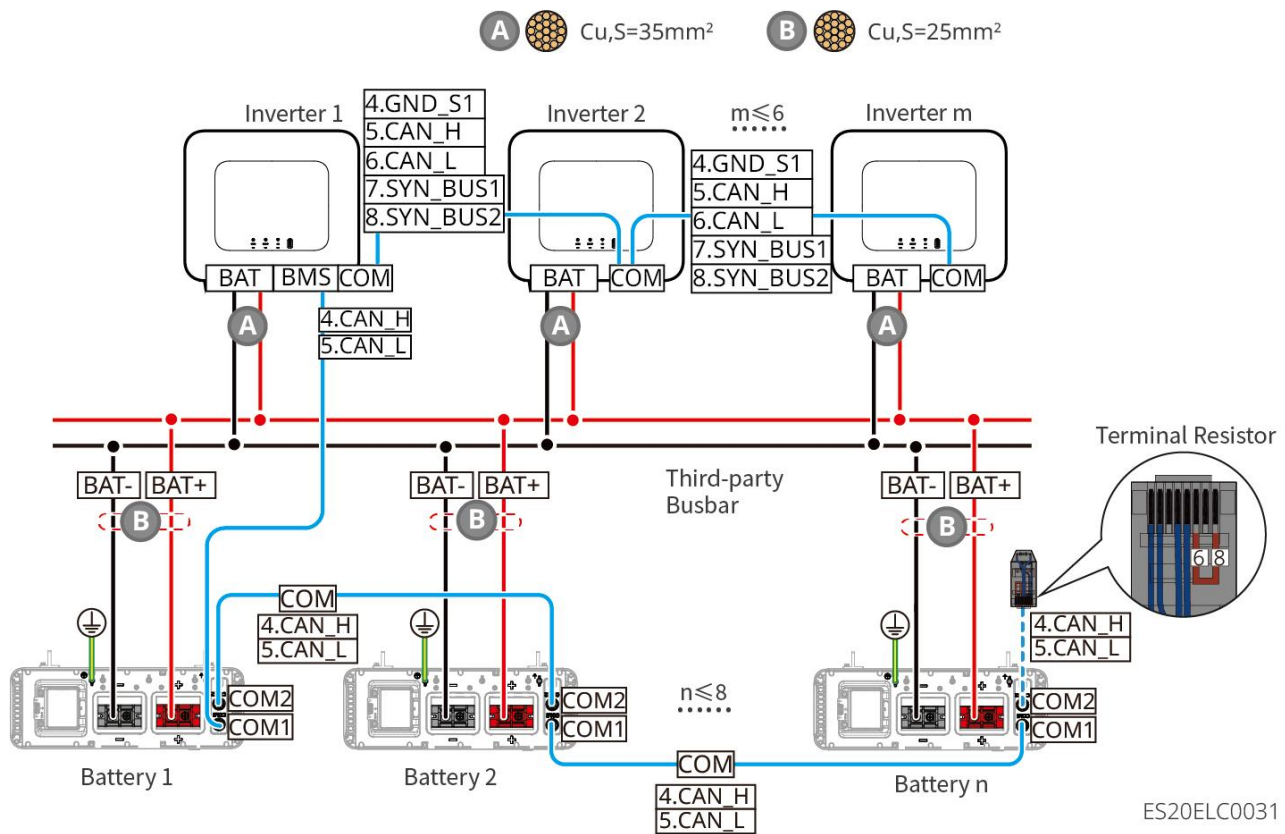 A Cu,S=35mm²
B Cu,S=25mm²
Inverter 1
4.GND_S1
5.CAN_H
6.CAN_L
7.SYN_BUS1
8.SYN_BUS2
Inverter 2
m≤6
4.GND_S1
5.CAN_H
6.CAN_L
7.SYN_BUS1
8.SYN_BUS2
Inverter m
BAT BMS COM
BAT COM
BAT COM
A
4.CAN_H
5.CAN_L
A
A
BAT- BAT+
B
BAT- BAT+
B
Third-party
Busbar
BAT- BAT+
B
Terminal Resistor
6 8
COM
4.CAN_H
5.CAN_L
4.CAN_H
5.CAN_L
- +
COM2
COM1
- +
Battery 1
- +
COM2
COM1
- +
Battery 2
n≤8
- +
COM2
COM1
- +
Battery n
COM
4.CAN_H
5.CAN_L
ES20ELC0031